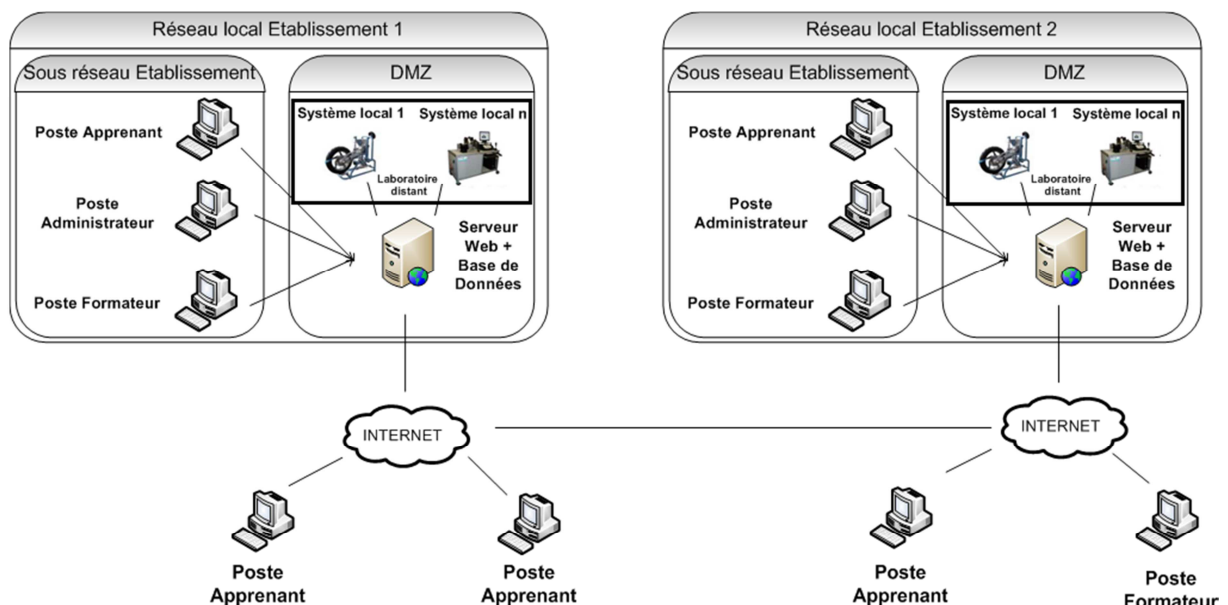 Réseau local Etablissement 1
Sous réseau Etablissement
DMZ
Système local 1
Système local n
Poste Apprenant
Laboratoire
distant
Poste
Administrateur
Serveur
Web +
Base de
Données
Poste Formateur
Réseau local Etablissement 2
Sous réseau Etablissement
DMZ
Système local 1
Système local n
Poste Apprenant
Laboratoire
distant
Poste
Administrateur
Serveur
Web +
Base de
Données
Poste Formateur
INTERNET
INTERNET
Poste
Apprenant
Poste
Apprenant
Poste
Apprenant
Poste
Formateur